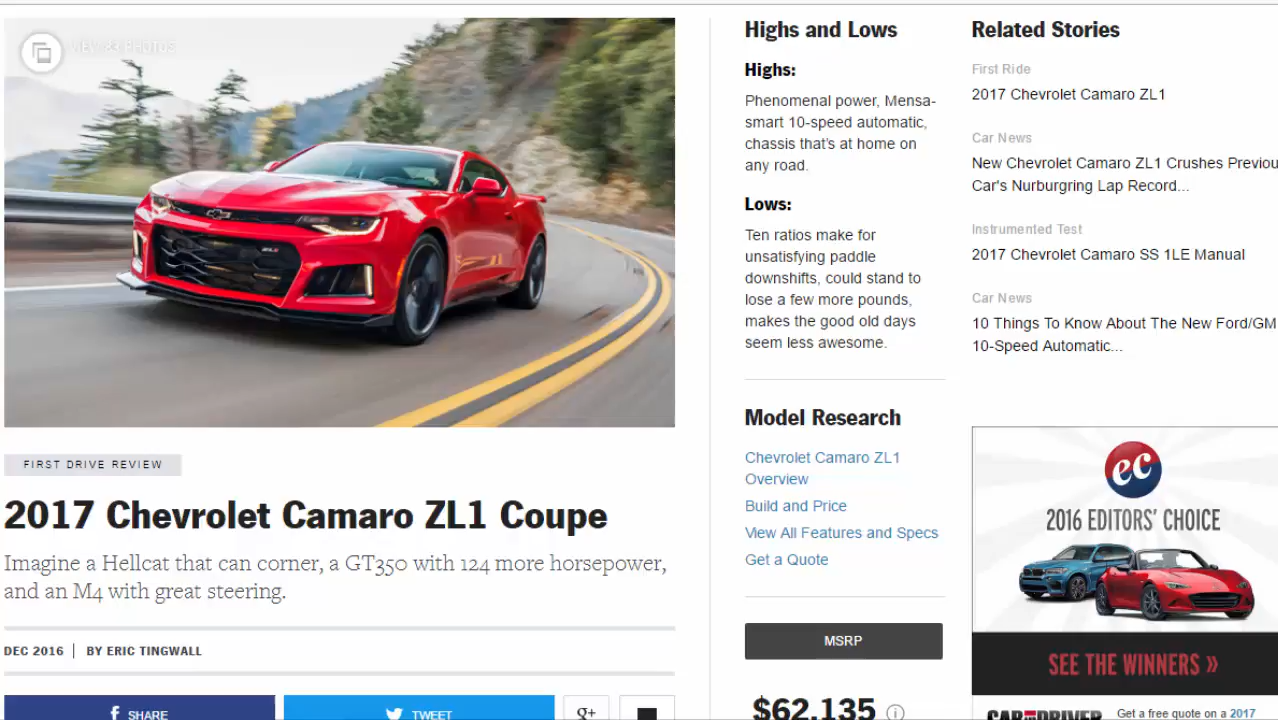 VIEW 83 PHOTOS
FIRST DRIVE REVIEW
2017 Chevrolet Camaro ZL1 Coupe
Imagine a Hellcat that can corner, a GT350 with 124 more horsepower,
and an M4 with great steering.
DEC 2016 | BY ERIC TINGWALL
SHARE
TWEET
g+
Highs and Lows
Highs:
Phenomenal power, Mensa-
smart 10-speed automatic,
chassis that's at home on
any road.
Lows:
Ten ratios make for
unsatisfying paddle
downshifts, could stand to
lose a few more pounds,
makes the good old days
seem less awesome.
Model Research
Chevrolet Camaro ZL1
Overview
Build and Price
View All Features and Specs
Get a Quote
MSRP
$62,135
Related Stories
First Ride
2017 Chevrolet Camaro ZL1
Car News
New Chevrolet Camaro ZL1 Crushes Previou
Car's Nurburgring Lap Record...
Instrumented Test
2017 Chevrolet Camaro SS 1LE Manual
Car News
10 Things To Know About The New Ford/GM
10-Speed Automatic...
ec
2016 EDITORS' CHOICE
SEE THE WINNERS »
CAR AND DRIVER
Get a free quote on a 2017